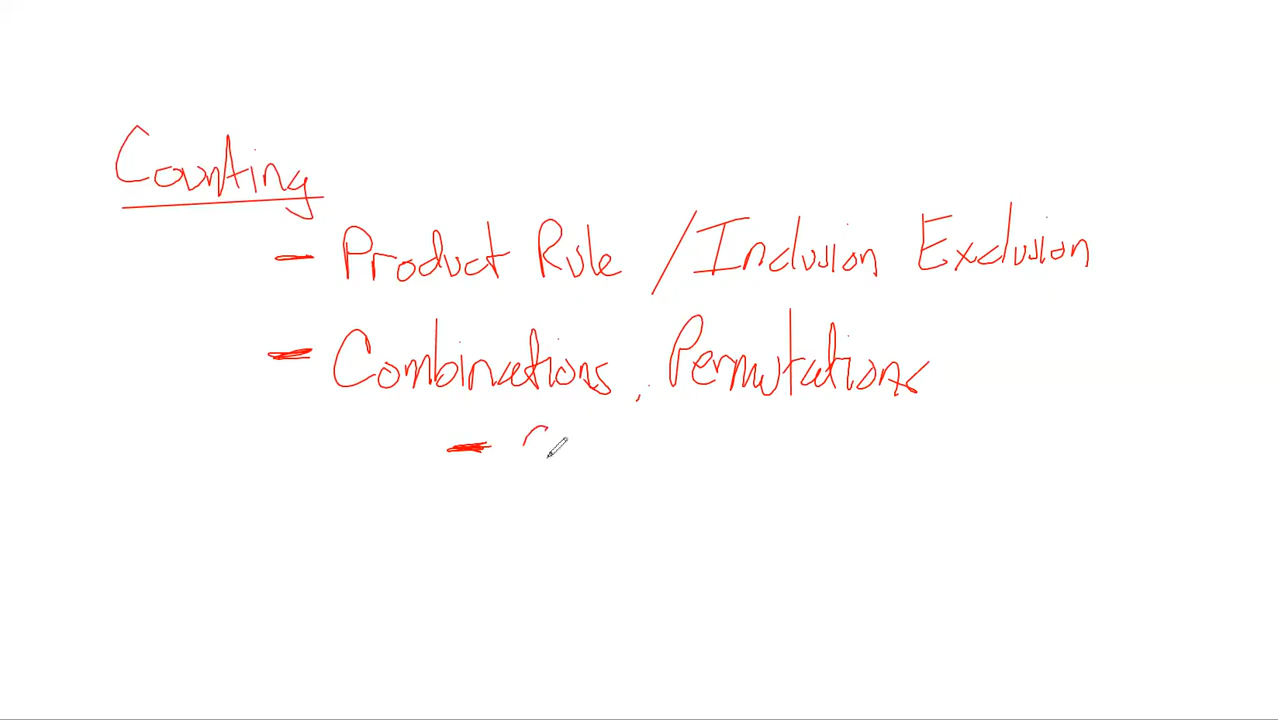 Counting
- Product Rule / Inclusion Exclusion
- Combinations, Permutations
-